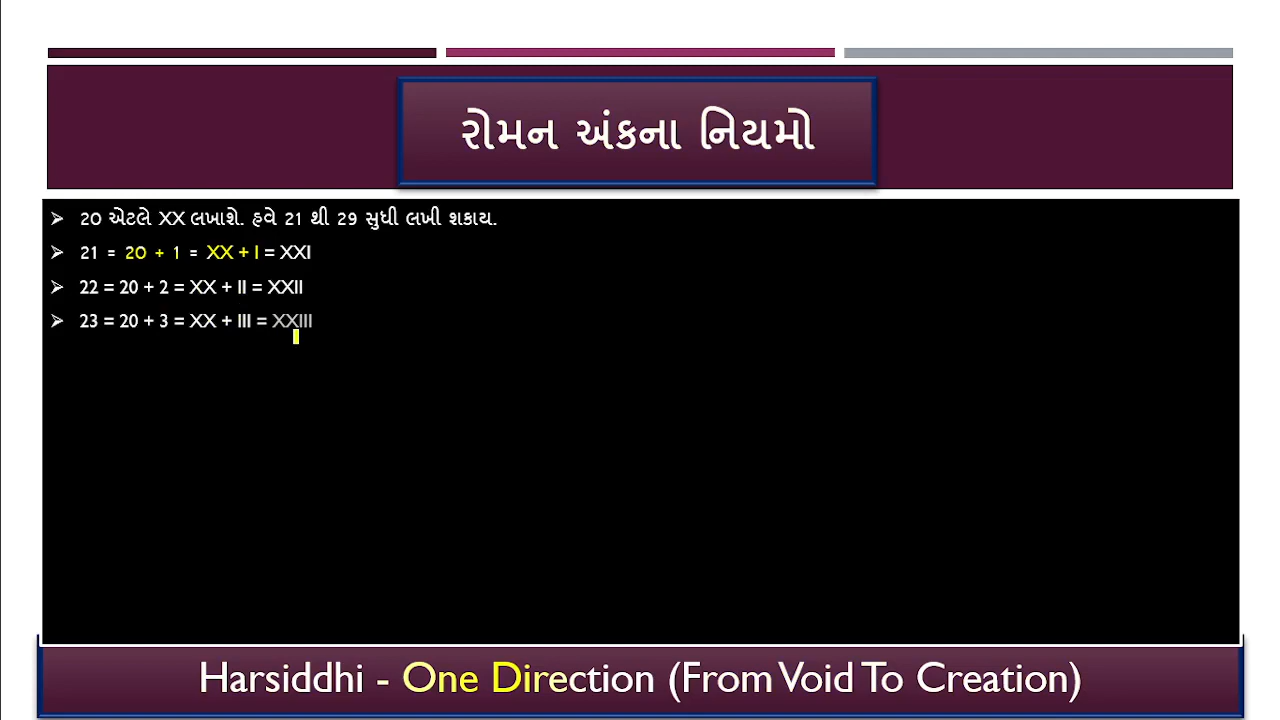 રોમન અંકના નિયમો
➢ 20 એટલે XX લખાશે. હવે 21 થી 29 સુધી લખી શકાય.
➢ 21 = 20 + 1 = XX + I = XXI
➢ 22 = 20 + 2 = XX + II = XXII
➢ 23 = 20 + 3 = XX + III = XXIII
Harsiddhi - One Direction (From Void To Creation)